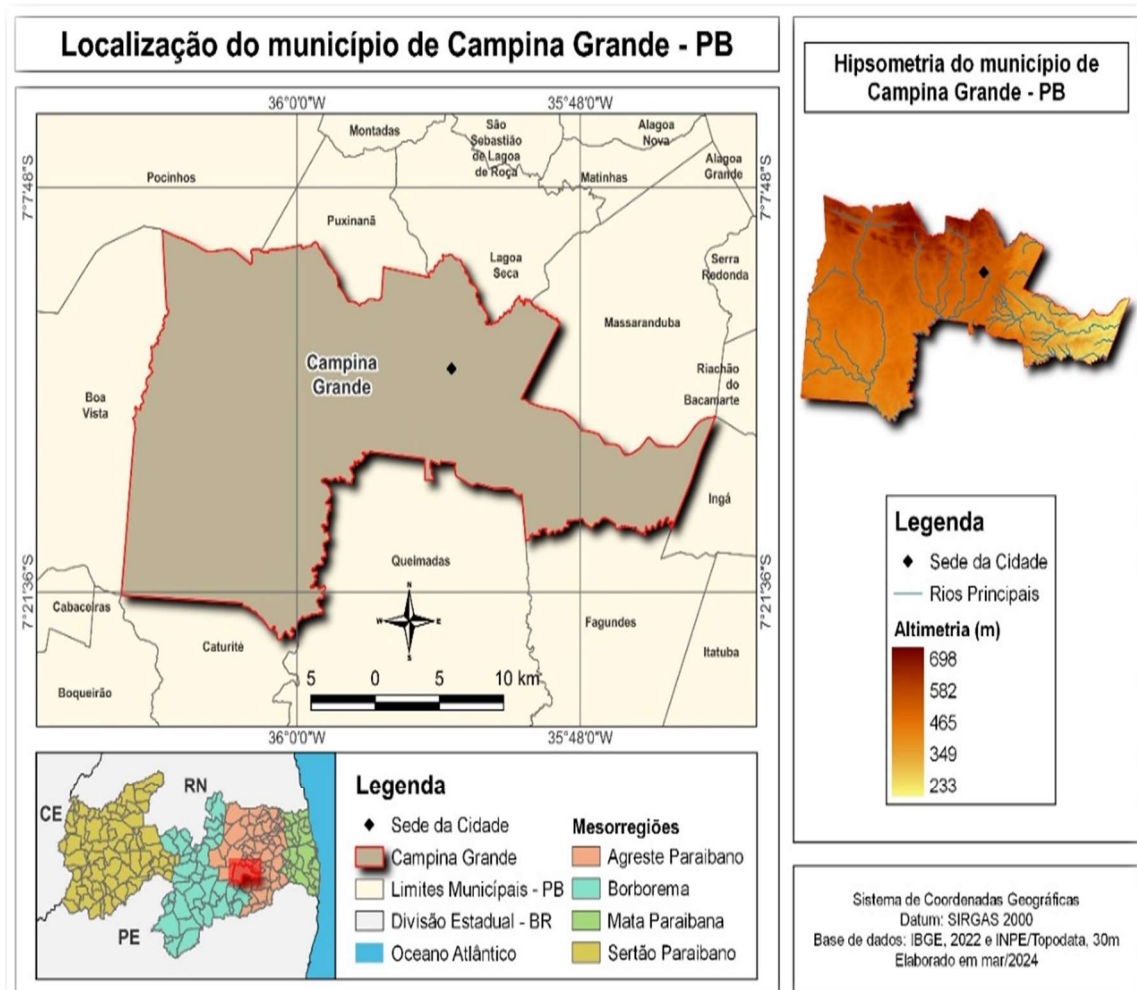 Localização do município de Campina Grande - PB
36°0'0"W
35°48'0"W
7°7'48"S
7°7'48"S
Montadas
São
Sebastião
de Lagoa
de Roça
Alagoa
Nova
Alagoa
Grande
Pocinhos
Matinhas
Puxinanã
Lagoa
Seca
Serra
Redonda
Massaranduba
Campina
Grande
Riachão
do
Bacamarte
Boa
Vista
Ingá
Queimadas
7°21'36"S
7°21'36"S
Cabaceiras
Caturité
N
W
E
S
Fagundes
Itatuba
Boqueirão
5
0
5
10 km
36°0'0"W
35°48'0"W
RN
CE
PE
Legenda
Sede da Cidade
Campina Grande
Limites Municípais - PB
Divisão Estadual - BR
Oceano Atlântico
Mesorregiões
Agreste Paraibano
Borborema
Mata Paraibana
Sertão Paraibano
Hipsometria do município de
Campina Grande - PB
Legenda
Sede da Cidade
Rios Principais
Altimetria (m)
698
582
465
349
233
Sistema de Coordenadas Geográficas
Datum: SIRGAS 2000
Base de dados: IBGE, 2022 e INPE/Topodata, 30m
Elaborado em mar/2024